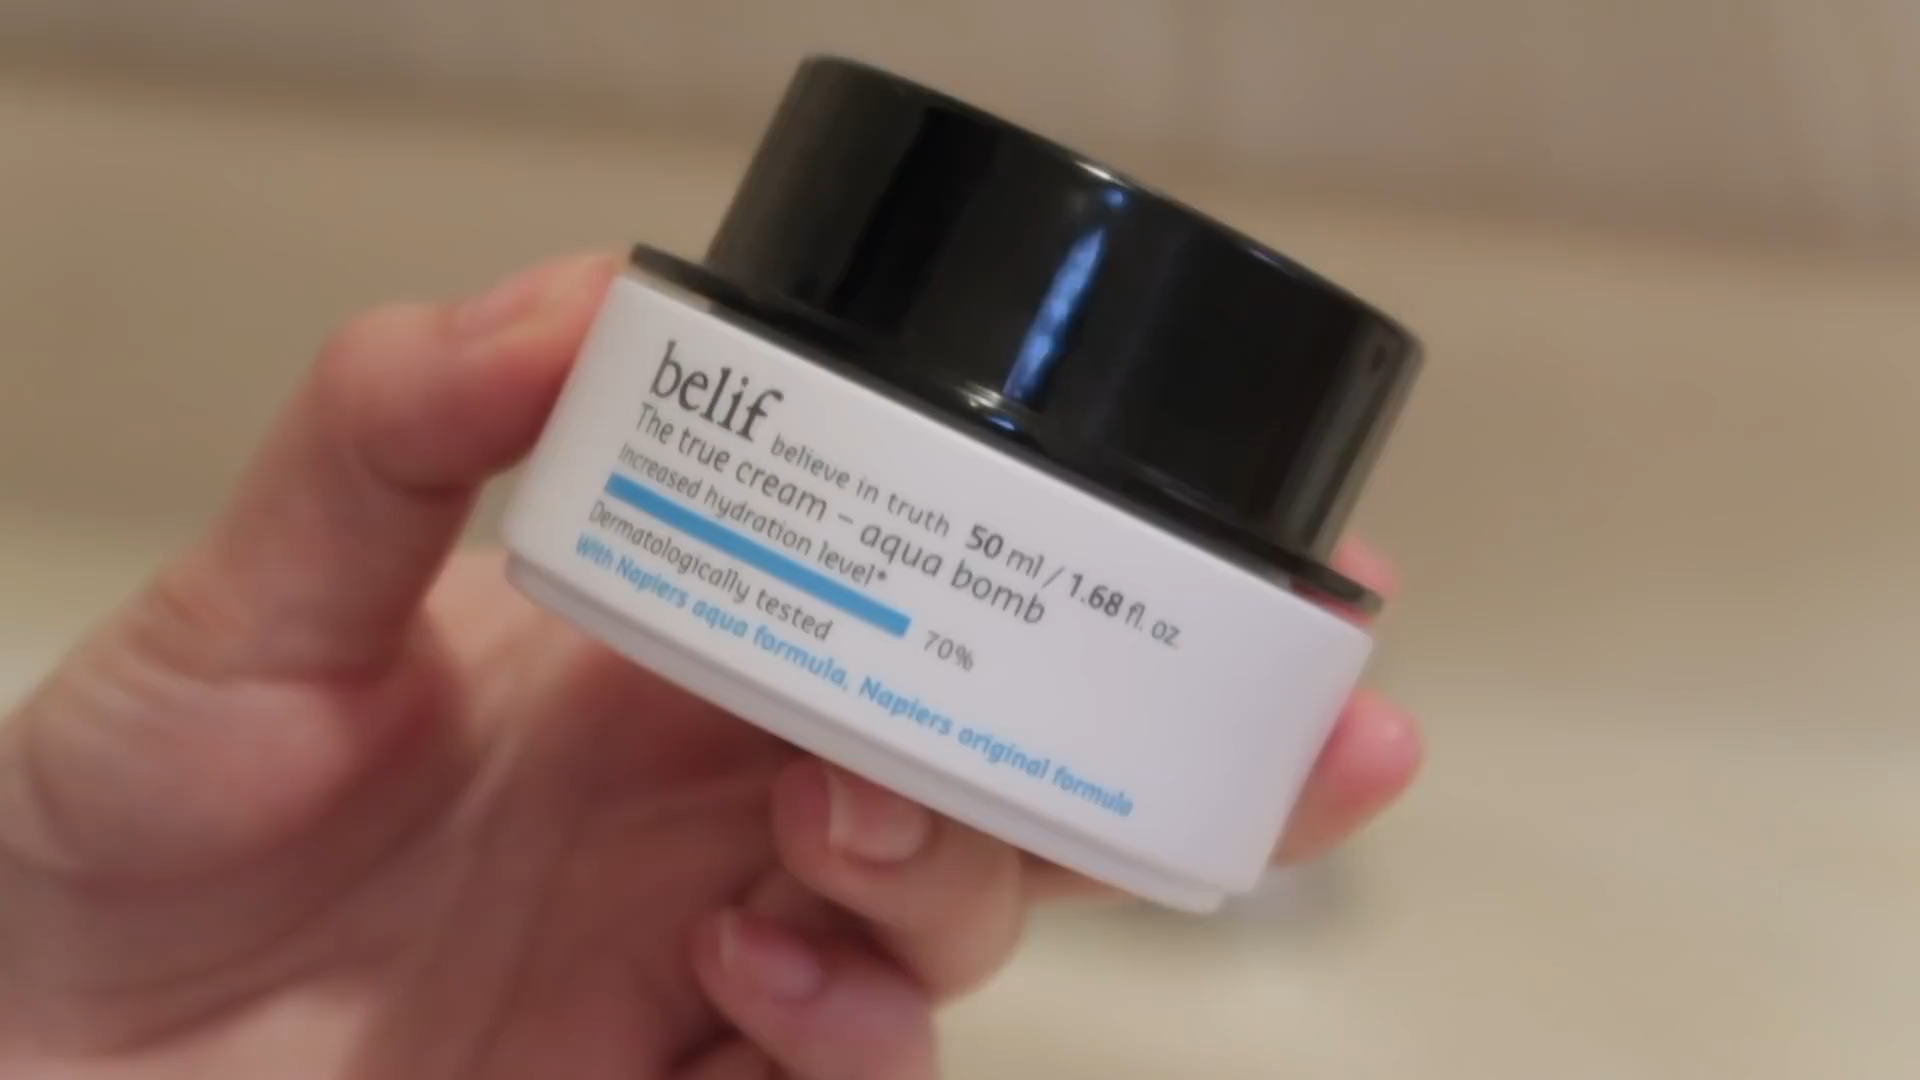 belif believe in truth 50 ml / 1.68 fl. oz.
The true cream – aqua bomb
Increased hydration level*
70%
Dermatologically tested
With Napiers aqua formula, Napiers original formula